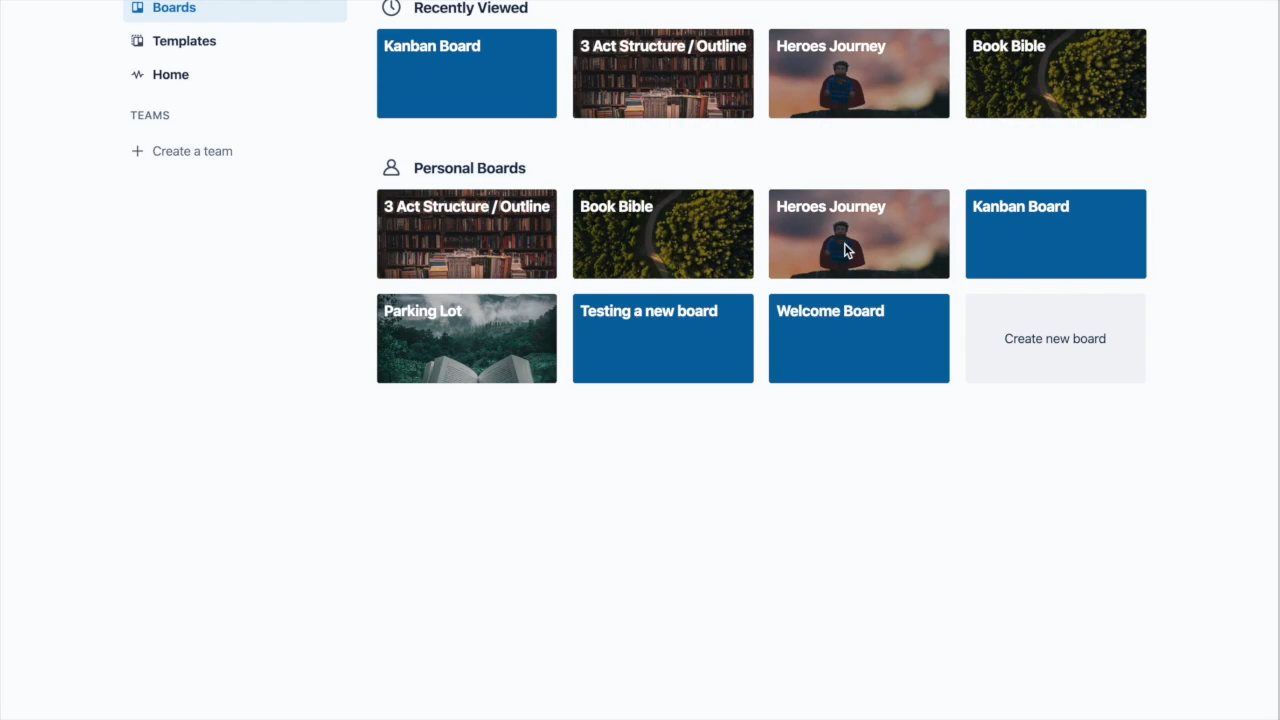 Boards
Templates
Home
TEAMS
Create a team
Recently Viewed
Kanban Board
3 Act Structure / Outline
Heroes Journey
Book Bible
Personal Boards
3 Act Structure / Outline
Book Bible
Heroes Journey
Kanban Board
Parking Lot
Testing a new board
Welcome Board
Create new board